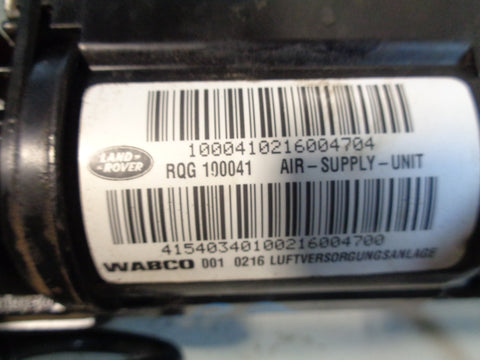 1000410216004704
LAND
ROVER
RQG 100041 AIR-SUPPLY-UNIT
41540340100216004700
WABCO 001 0216 LUFTVERSORGUNGSANLAGE